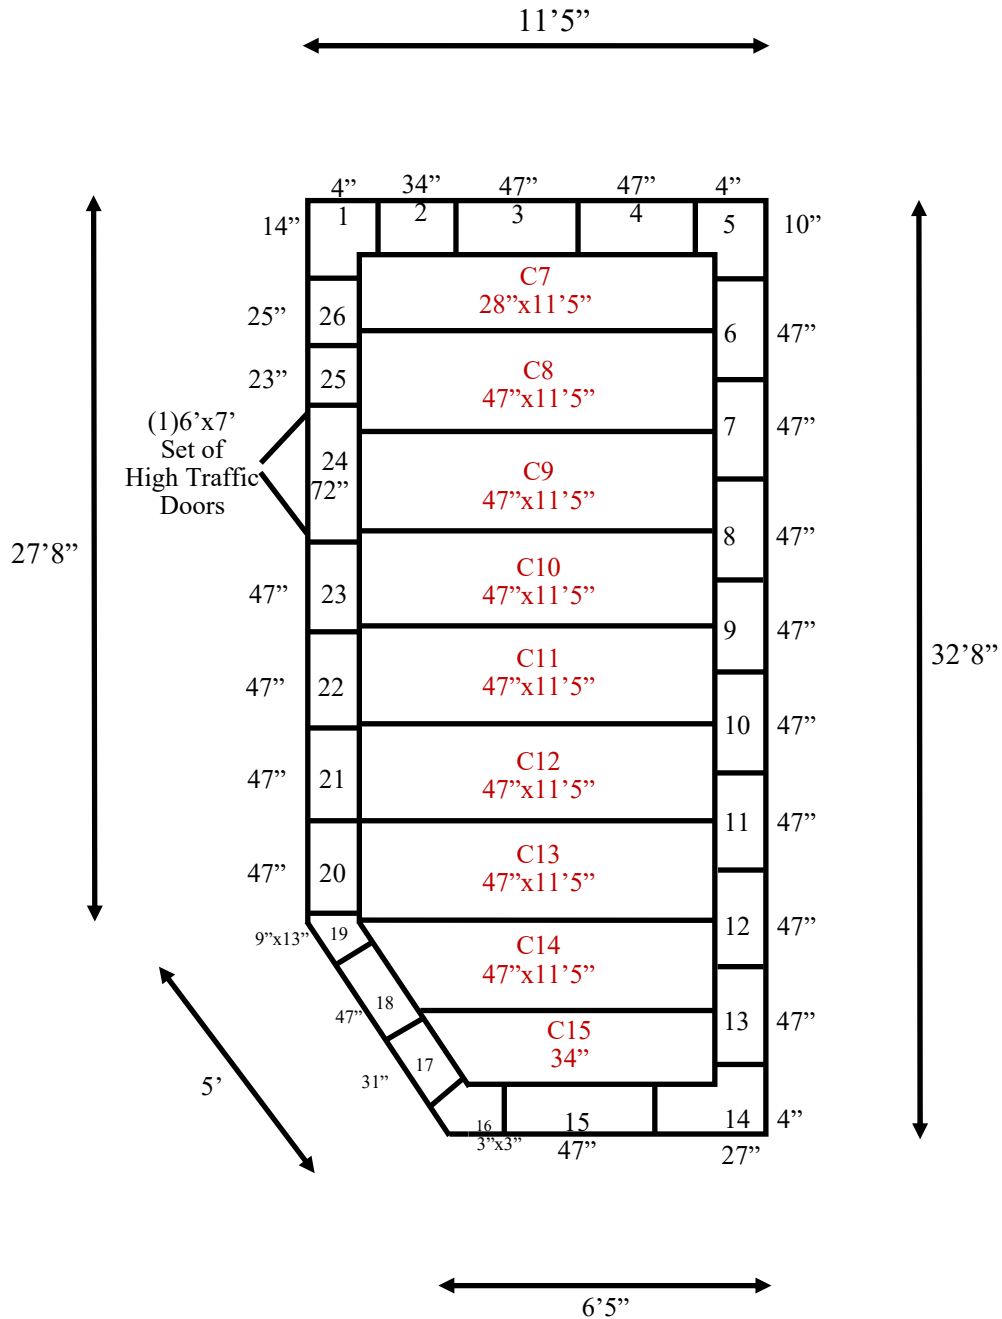 11’5”
4”
34”
47”
47”
4”
14”
1
2
3
4
5
10”
C7
28”x11’5”
25”
26
6
47”
C8
47”x11’5”
23”
25
7
47”
(1)6’x7’
Set of
High Traffic
Doors
24
72”
C9
47”x11’5”
8
47”
27’8”
47”
23
C10
47”x11’5”
9
47”
32’8”
47”
22
C11
47”x11’5”
10
47”
47”
21
C12
47”x11’5”
11
47”
47”
20
C13
47”x11’5”
12
47”
9”x13”
19
C14
47”x11’5”
47”
18
13
47”
C15
34”
31”
17
5’
16
3”x3”
15
47”
14
4”
27”
6’5”